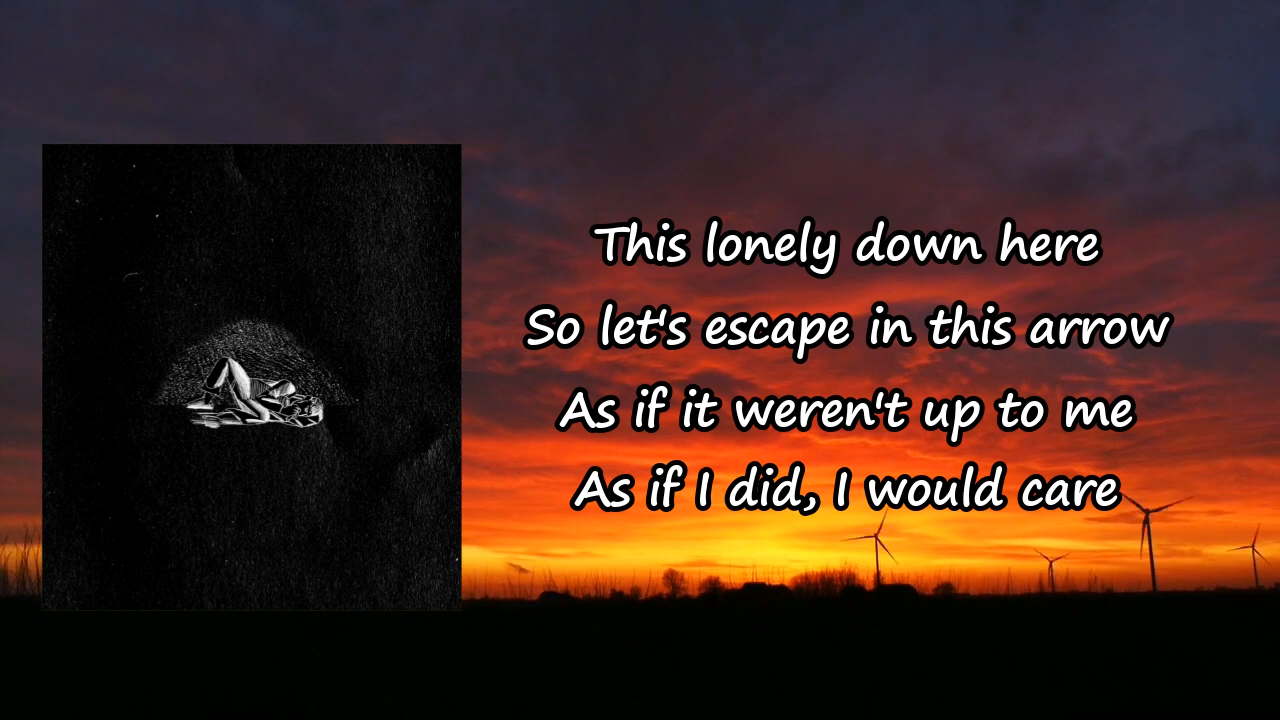 This lonely down here
So let's escape in this arrow
As if it weren't up to me
As if I did, I would care